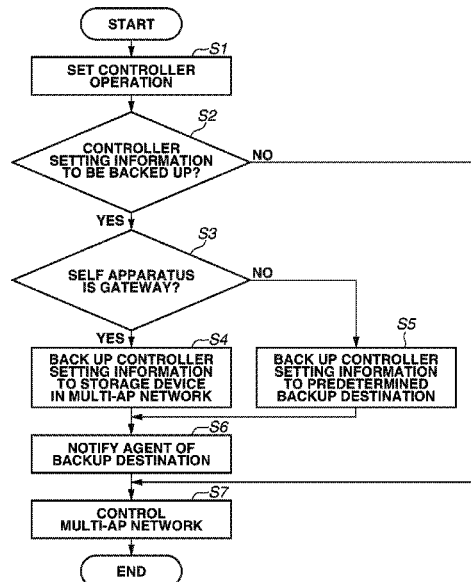 START
S1
SET CONTROLLER
OPERATION
S2
CONTROLLER
SETTING INFORMATION
TO BE BACKED UP?
NO
YES
S3
SELF APPARATUS
IS GATEWAY?
NO
YES
S4
BACK UP CONTROLLER
SETTING INFORMATION
TO STORAGE DEVICE
IN MULTI-AP NETWORK
S5
BACK UP CONTROLLER
SETTING INFORMATION
TO PREDETERMINED
BACKUP DESTINATION
S6
NOTIFY AGENT OF
BACKUP DESTINATION
S7
CONTROL
MULTI-AP NETWORK
END